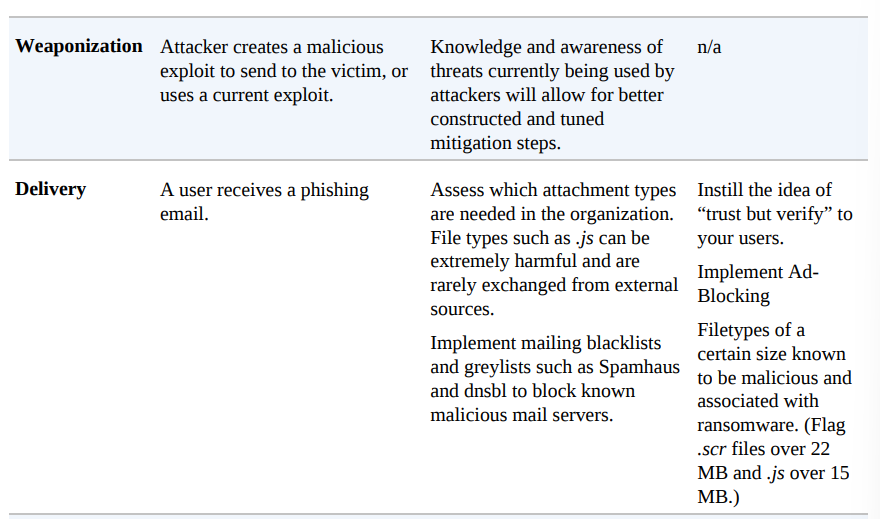 Weaponization
Attacker creates a malicious
exploit to send to the victim, or
uses a current exploit.
Knowledge and awareness of
threats currently being used by
attackers will allow for better
constructed and tuned
mitigation steps.
n/a
Delivery
A user receives a phishing
email.
Assess which attachment types
are needed in the organization.
File types such as .js can be
extremely harmful and are
rarely exchanged from external
sources.
Implement mailing blacklists
and greylists such as Spamhaus
and dnsbl to block known
malicious mail servers.
Instill the idea of
“trust but verify” to
your users.
Implement Ad-
Blocking
Filetypes of a
certain size known
to be malicious and
associated with
ransomware. (Flag
.scr files over 22
MB and .js over 15
MB.)